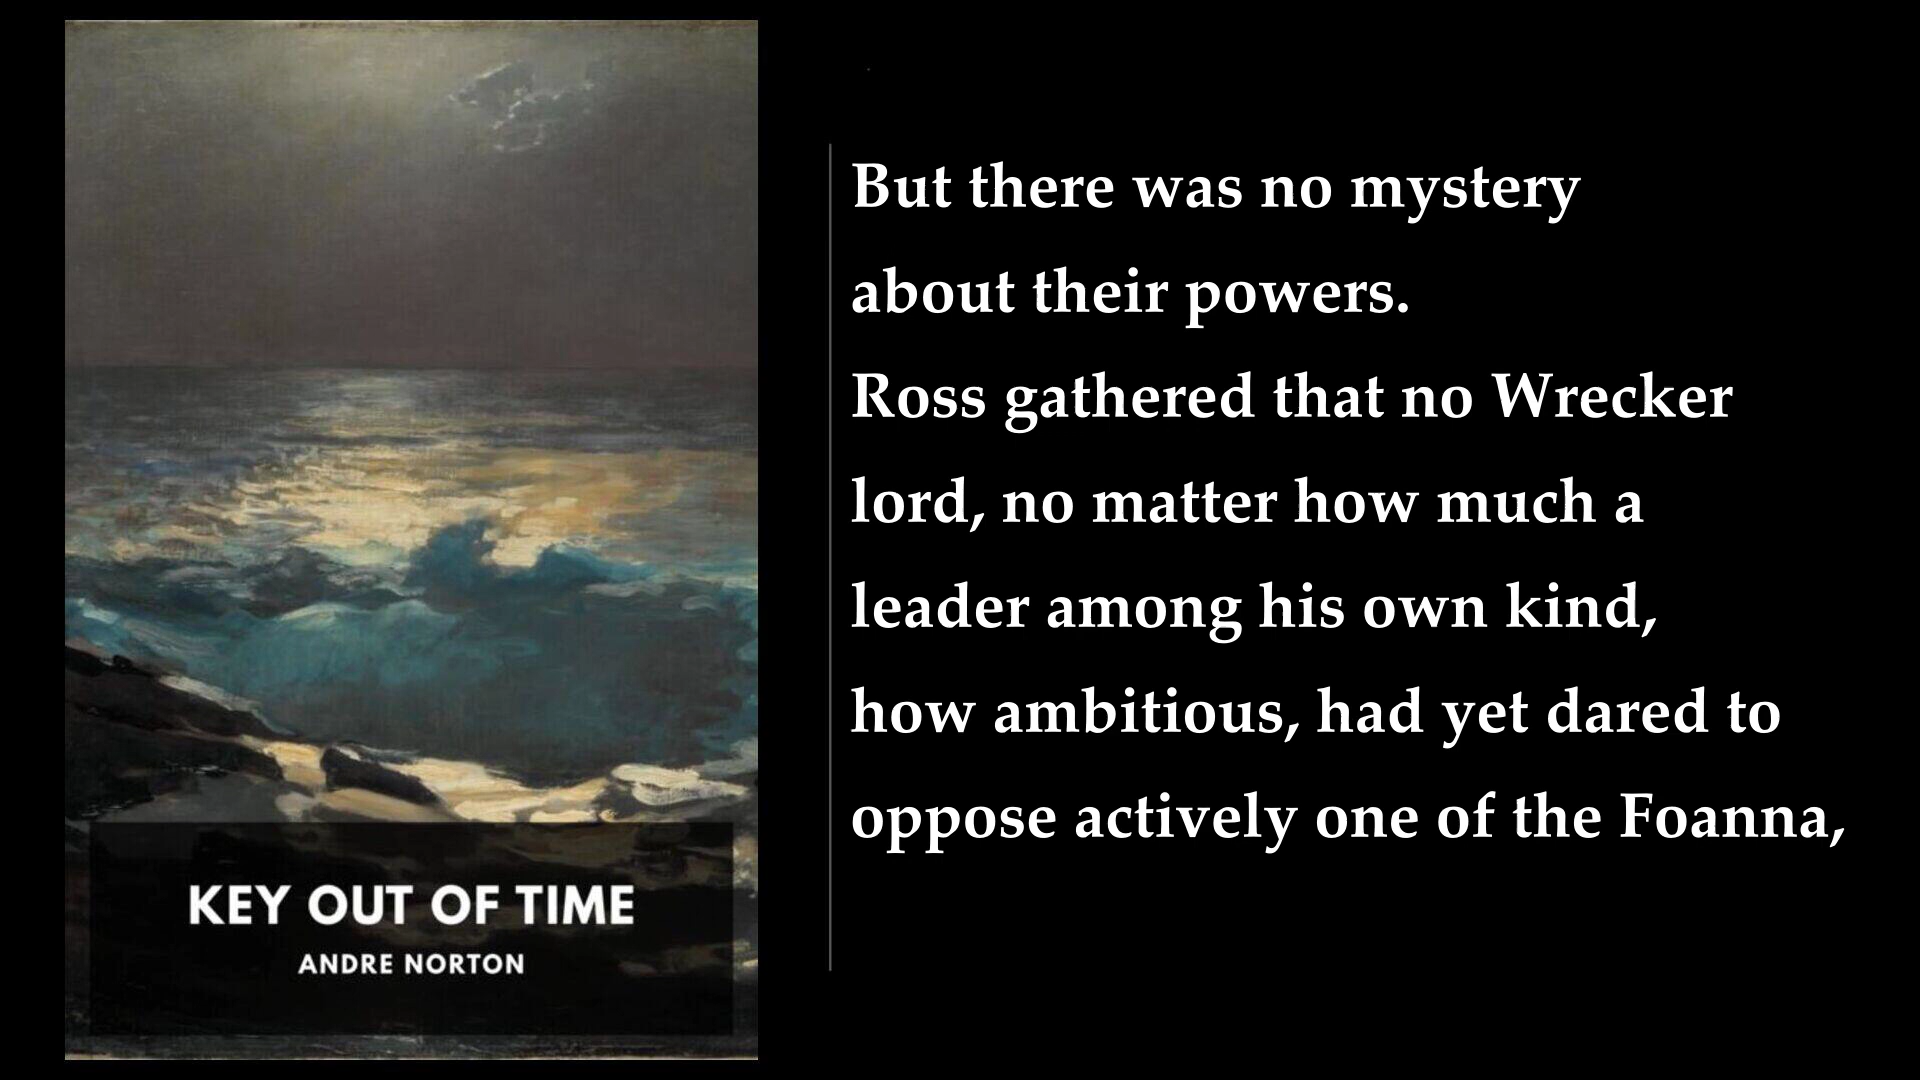 KEY OUT OF TIME
ANDRE NORTON
But there was no mystery
about their powers.
Ross gathered that no Wrecker
lord, no matter how much a
leader among his own kind,
how ambitious, had yet dared to
oppose actively one of the Foanna,